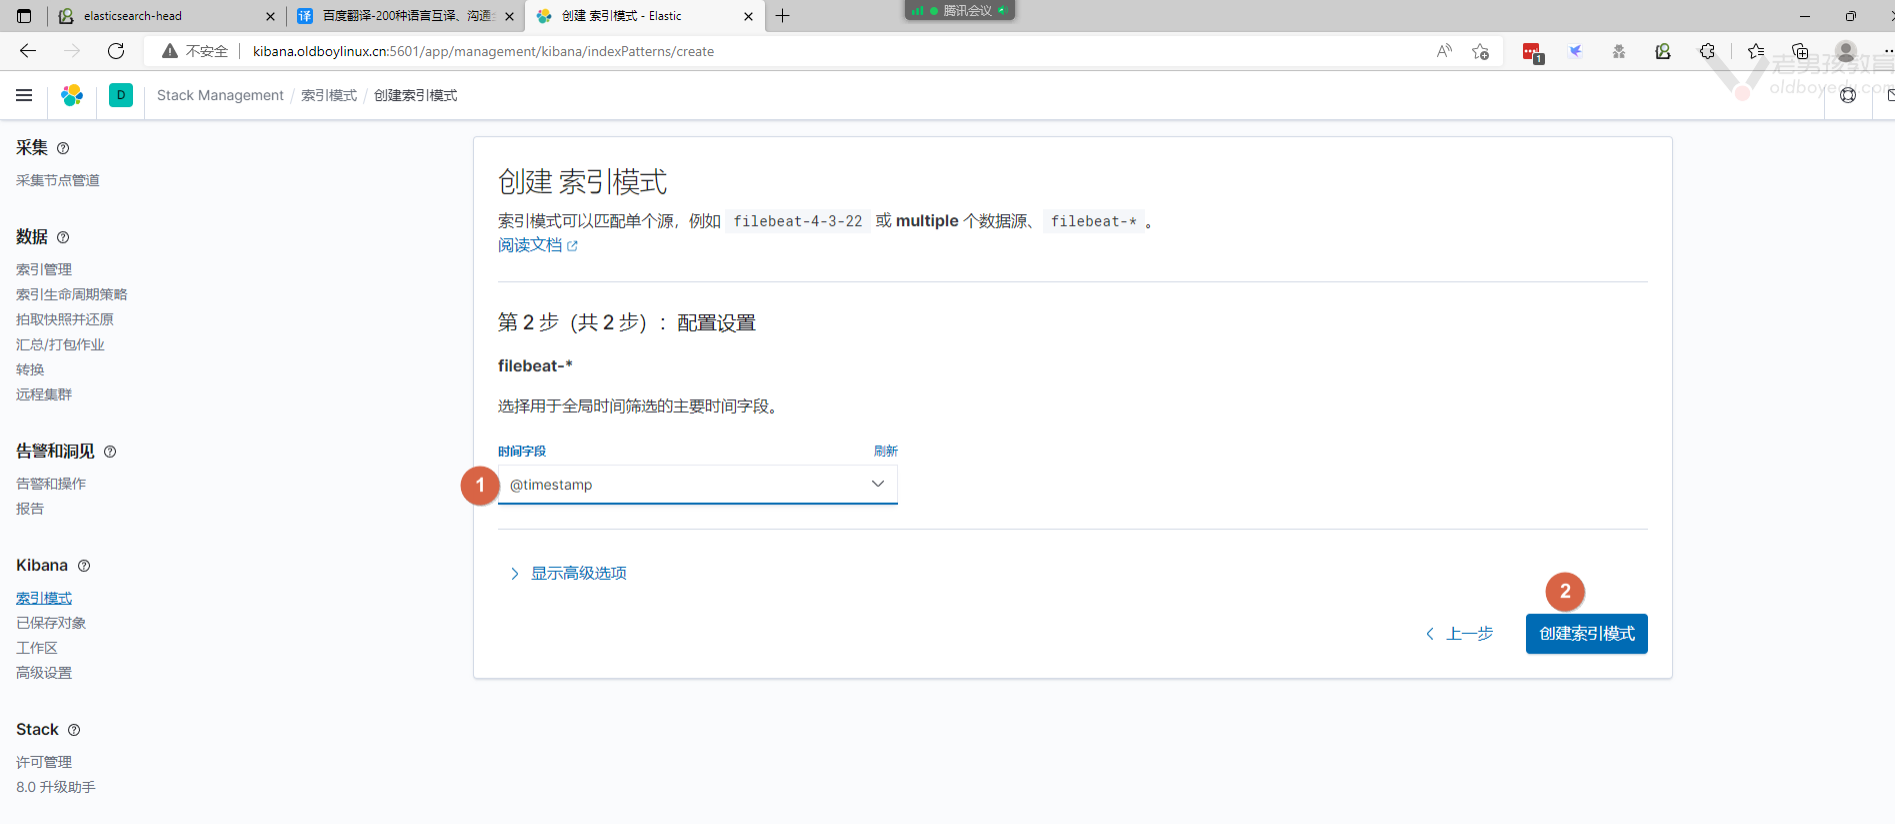 elasticsearch-head
译 百度翻译-200种语言互译、沟通全
创建 索引模式 - Elastic
腾讯会议
不安全
kibana.oldboylinux.cn:5601/app/management/kibana/indexPatterns/create
1
老男孩教育
oldboyedu.com
D
Stack Management / 索引模式 / 创建索引模式
采集
采集节点管道
数据
索引管理
索引生命周期策略
拍取快照并还原
汇总/打包作业
转换
远程集群
告警和洞见
告警和操作
报告
Kibana
索引模式
已保存对象
工作区
高级设置
Stack
许可管理
8.0 升级助手
创建 索引模式
索引模式可以匹配单个源，例如 filebeat-4-3-22 或 multiple 个数据源、 filebeat-* 。
阅读文档
第 2 步（共 2 步）：配置设置
filebeat-*
选择用于全局时间筛选的主要时间字段。
时间字段 刷新
1 @timestamp
显示高级选项
2
上一步 创建索引模式